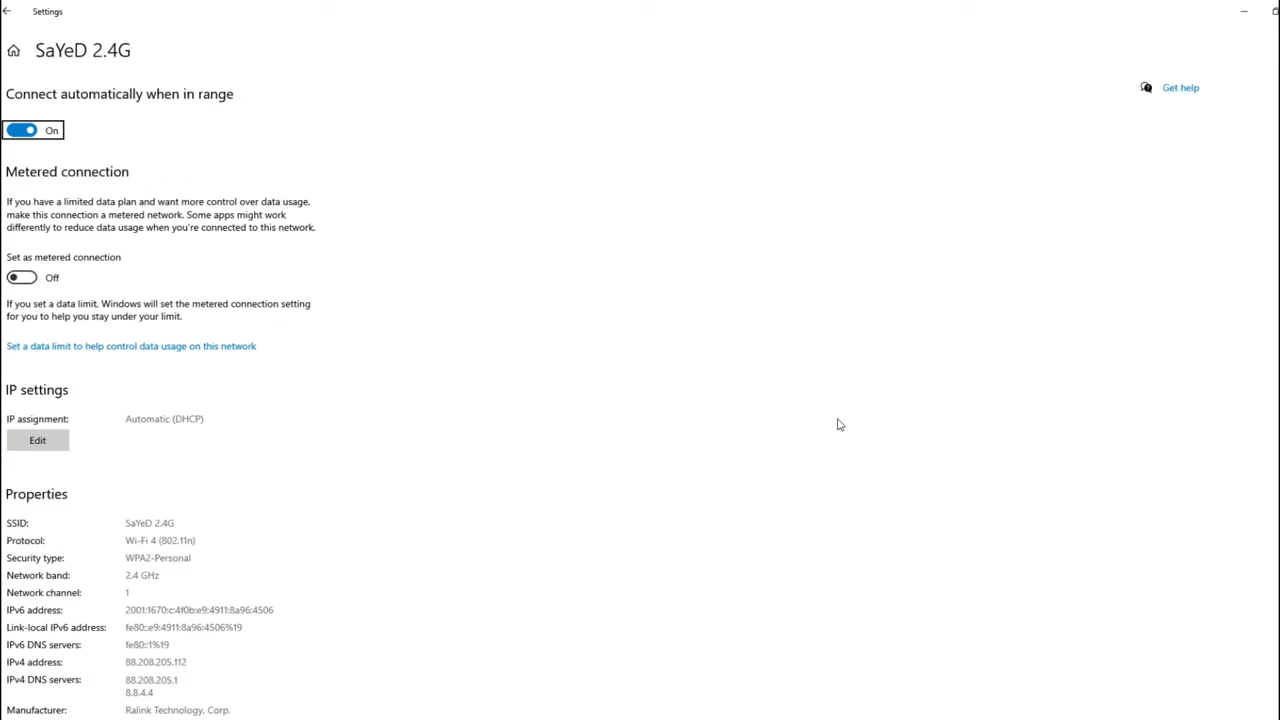 Settings
SaYeD 2.4G
Connect automatically when in range
Get help
On
Metered connection
If you have a limited data plan and want more control over data usage,
make this connection a metered network. Some apps might work
differently to reduce data usage when you're connected to this network.
Set as metered connection
Off
If you set a data limit, Windows will set the metered connection setting
for you to help you stay under your limit.
Set a data limit to help control data usage on this network
IP settings
IP assignment: Automatic (DHCP)
Edit
Properties
SSID: SaYeD 2.4G
Protocol: Wi-Fi 4 (802.11n)
Security type: WPA2-Personal
Network band: 2.4 GHz
Network channel: 1
IPv6 address: 2001:1670:c:4f0b:e9:4911:8a96:4506
Link-local IPv6 address: fe80::e9:4911:8a96:4506%19
IPv6 DNS servers: fe80::1%19
IPv4 address: 88.208.205.112
IPv4 DNS servers: 88.208.205.1
8.8.4.4
Manufacturer: Ralink Technology, Corp.